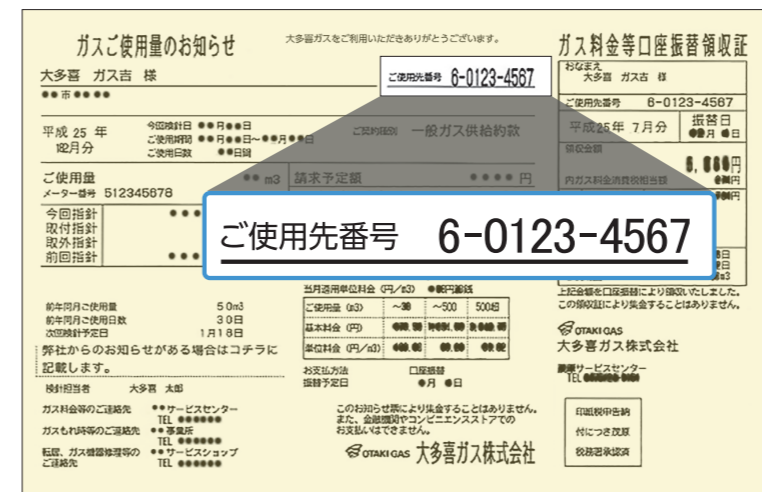 ガスご使用量のお知らせ
大多喜ガスをご利用いただきありがとうございます。
大多喜 ガス吉 様
●●市●●●●
ご使用先番号 6-0123-4567
平成 25 年
月分
今回検針日 ●●月●●日
ご使用期間 ●●月●●日〜●●月●●日
ご使用日数 ●●日間
ご契約種別 一般ガス供給約款
ご使用量 ●● m3
メーター番号 512345678
請求予定額 ●●●● 円
今回指針 ●●●
取付指針
取外指針
前回指針 ●●●
ご使用先番号 6-0123-4567
当月適用単位料金 (円/m3)
ご使用量 (m3) 〜500
基本料金 (円)
単位料金 (円/m3)
お支払方法 口座振替
振替予定日 ●月 ●日
前年同月ご使用量 50m3
前年同月ご使用日数 30日
次回検針予定日 1月18日
弊社からのお知らせがある場合はコチラに
記載します。
検針担当者 大多喜 太郎
ガス料金等のご連絡先 ●●サービスセンター
TEL ●●●●●●
ガスもれ時等のご連絡先 ●●事業所
TEL ●●●●●●
転居、ガス機器修理等の ●●サービスショップ
ご連絡先 TEL ●●●●●●
このお知らせ票により集金することはありません。
また、金融機関やコンビニエンスストアでの
お支払いはできません。
OTAKI GAS 大多喜ガス株式会社
ガス料金等口座振替領収証
おなまえ
大多喜 ガス吉 様
ご使用先番号 6-0123-4567
平成25年 7月分
振替日
月 ●日
領収金額
円
内ガス料金消費税相当額 円
上記金額を口座振替により領収いたしました。
この領収証により集金することはありません。
OTAKI GAS
大多喜ガス株式会社
サービスセンター
TEL
印紙税申告納
付につき茂原
税務署承認済